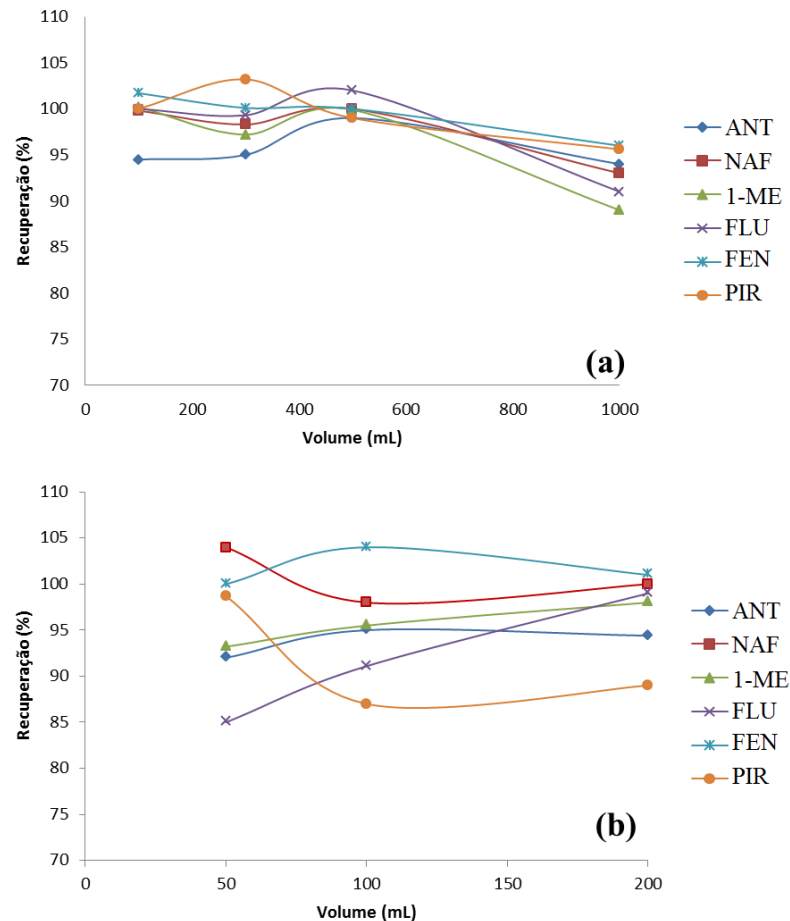 110
105
100
95
90
85
80
75
70
Recuperação (%)
0
200
400
600
800
1000
Volume (mL)
(a)
ANT
NAF
1-ME
FLU
FEN
PIR
110
105
100
95
90
85
80
75
70
Recuperação (%)
0
50
100
150
200
Volume (mL)
(b)
ANT
NAF
1-ME
FLU
FEN
PIR